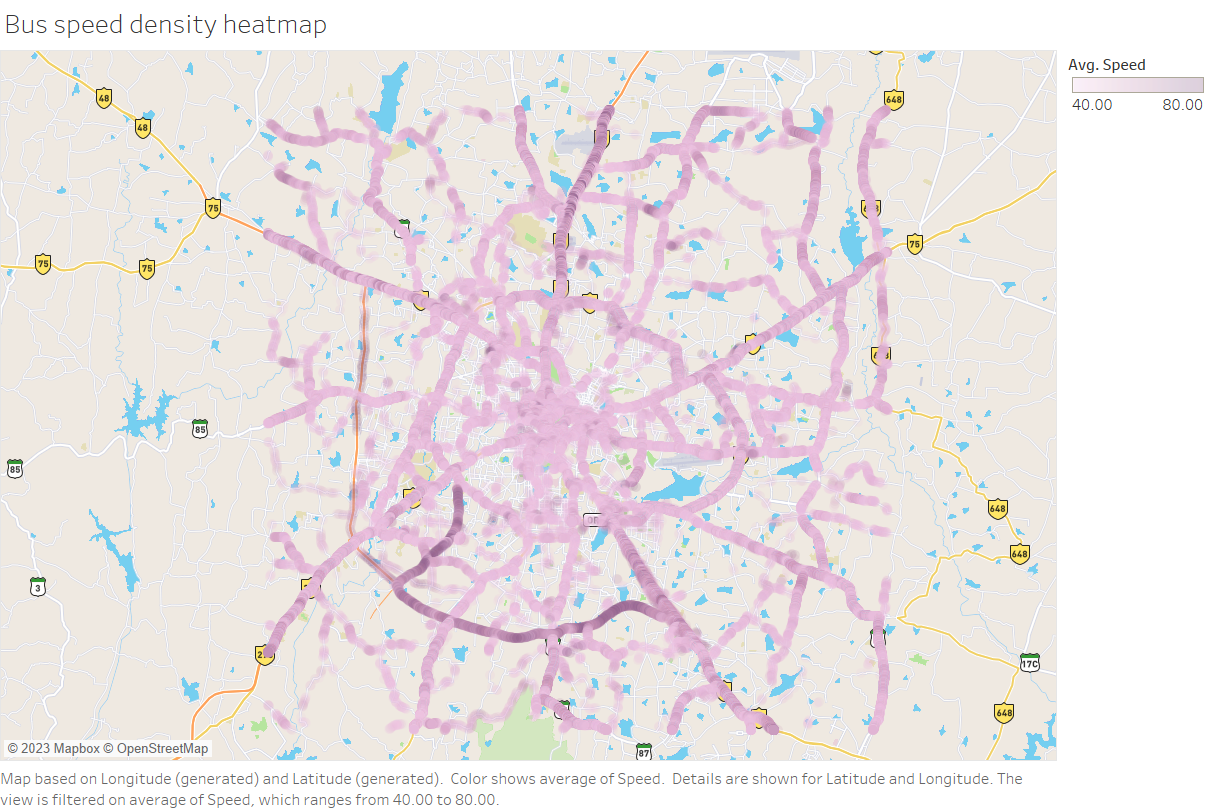 Bus speed density heatmap
Avg. Speed
40.00 80.00
48
48
648
75
648
75
75
75
648
85
85
648
648
3
17C
648
87
© 2023 Mapbox © OpenStreetMap
Map based on Longitude (generated) and Latitude (generated). Color shows average of Speed. Details are shown for Latitude and Longitude. The
view is filtered on average of Speed, which ranges from 40.00 to 80.00.